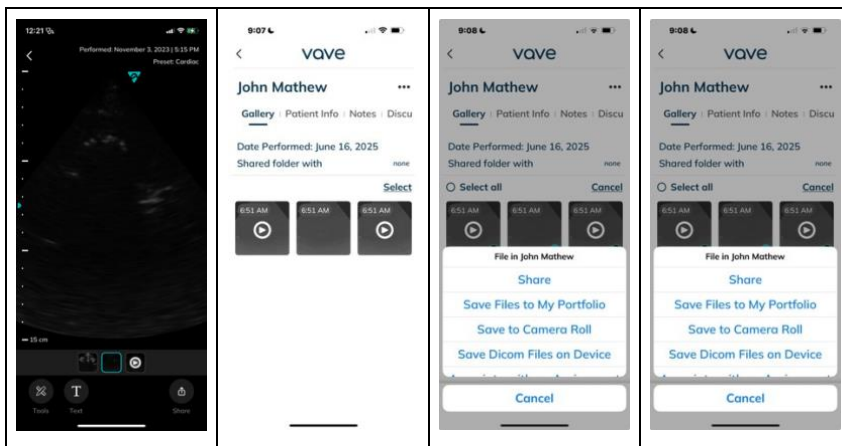 12:21
Performed: November 3, 2023 | 5:15 PM
Preset: Cardiac
15 cm
Tools
Text
Share
9:07
vave
John Mathew
Gallery | Patient Info | Notes | Discu
Date Performed: June 16, 2025
Shared folder with none
Select
6:51 AM 6:51 AM 6:51 AM
9:08
vave
John Mathew
Gallery | Patient Info | Notes | Discu
Date Performed: June 16, 2025
Shared folder with none
Select all Cancel
6:51 AM 6:51 AM 6:51 AM
File in John Mathew
Share
Save Files to My Portfolio
Save to Camera Roll
Save Dicom Files on Device
Cancel
9:08
vave
John Mathew
Gallery | Patient Info | Notes | Discu
Date Performed: June 16, 2025
Shared folder with none
Select all Cancel
6:51 AM 6:51 AM 6:51 AM
File in John Mathew
Share
Save Files to My Portfolio
Save to Camera Roll
Save Dicom Files on Device
Cancel